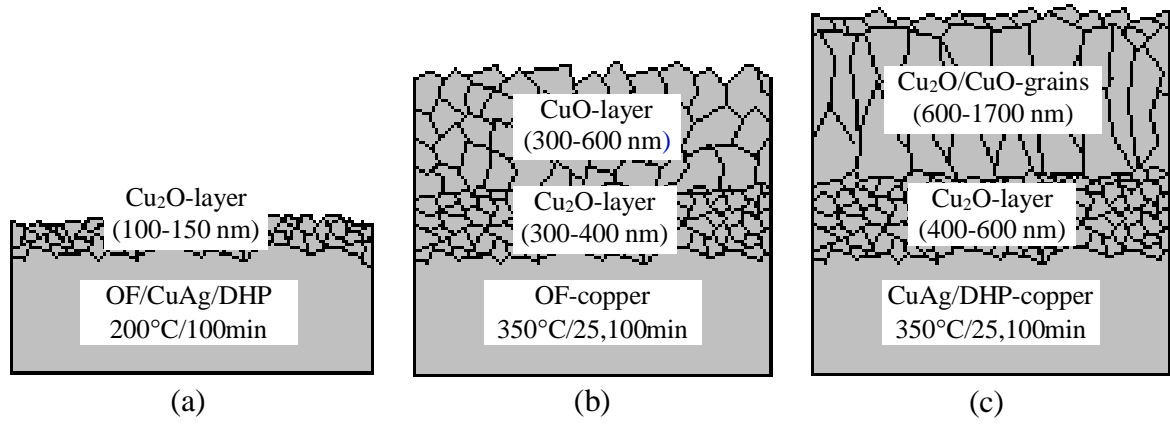 Cu₂O-layer
(100-150 nm)
OF/CuAg/DHP
200°C/100min
(a)
CuO-layer
(300-600 nm)
Cu₂O-layer
(300-400 nm)
OF-copper
350°C/25,100min
(b)
Cu₂O/CuO-grains
(600-1700 nm)
Cu₂O-layer
(400-600 nm)
CuAg/DHP-copper
350°C/25,100min
(c)